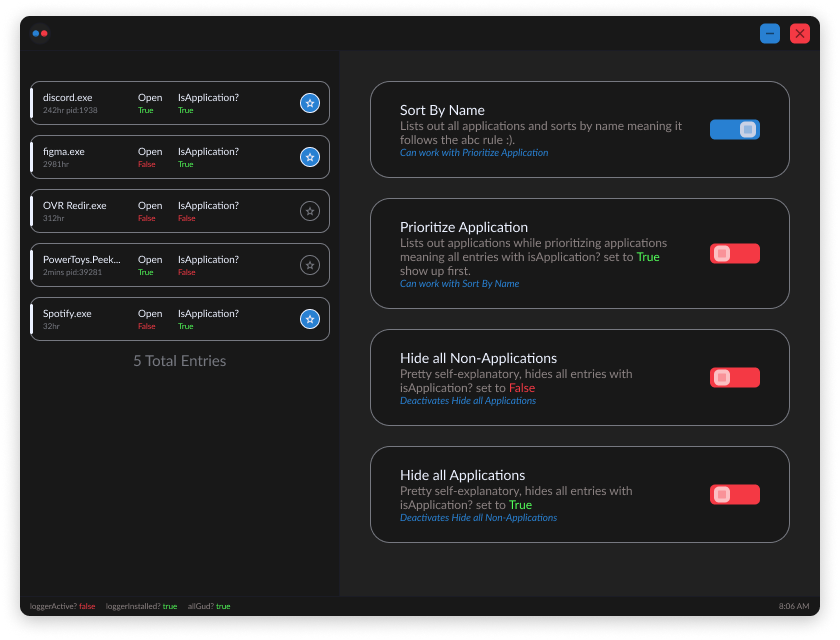 discord.exe Open IsApplication?
242hr pid:1938 True True
figma.exe Open IsApplication?
2981hr False True
OVR Redir.exe Open IsApplication?
312hr False False
PowerToys.Peek... Open IsApplication?
2mins pid:39281 True False
Spotify.exe Open IsApplication?
32hr False True
5 Total Entries
Sort By Name
Lists out all applications and sorts by name meaning it
follows the abc rule :).
Can work with Prioritize Application
Prioritize Application
Lists out applications while prioritizing applications
meaning all entries with isApplication? set to True
show up first.
Can work with Sort By Name
Hide all Non-Applications
Pretty self-explanatory, hides all entries with
isApplication? set to False
Deactivates Hide all Applications
Hide all Applications
Pretty self-explanatory, hides all entries with
isApplication? set to True
Deactivates Hide all Non-Applications
loggerActive? false loggerInstalled? true allGud? true
8:06 AM